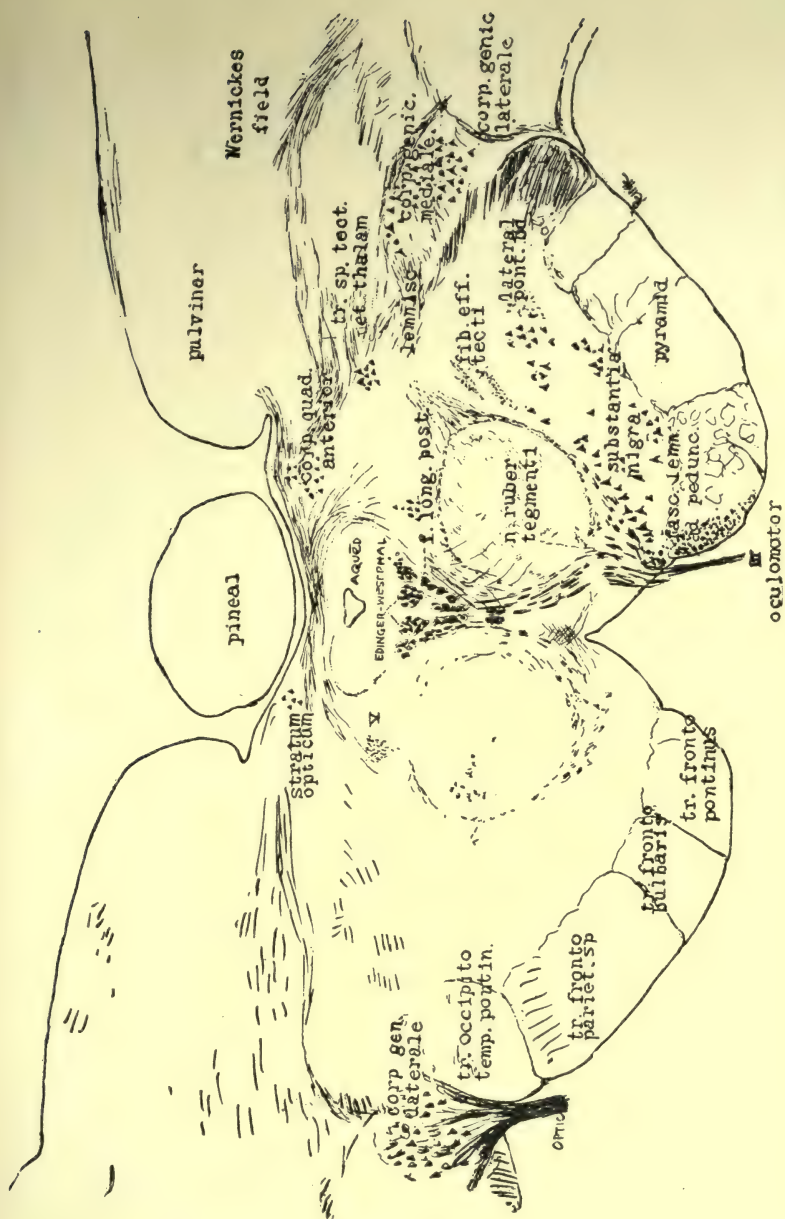 Wernickes
field
pulvinar
pineal
corp. genic
laterale
corp. genic.
mediale
tr. sp. tect.
et thalam
lemnisc
corp. quad.
anterior
lateral
pont. bd
fib. eff.
tecti
f. long. post.
n. ruber
tegmenti
substantia
nigra
pyramid
fasc. lemn.
ad pedunc.
AQUED
EDINGER-WESTPHAL
III
oculomotor
stratum
opticum
V
tr. fronto
pontinus
tr. fronto
bulbaris
tr. fronto
pariet. sp
tr. occipito
temp. pontin.
corp gen
laterale
OPTIC